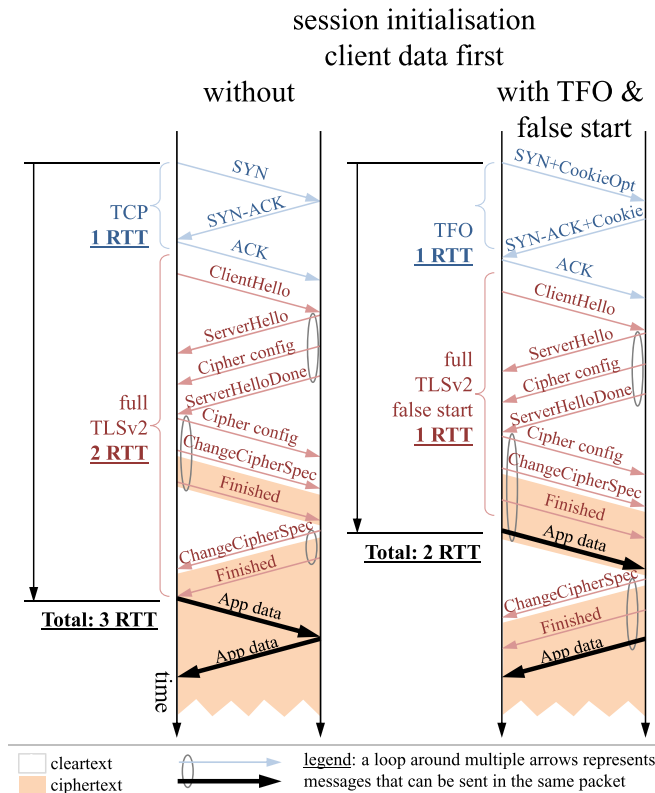 session initialisation
client data first
without
with TFO &
false start
SYN
SYN-ACK
ACK
TCP
1 RTT
ClientHello
ServerHello
Cipher config
ServerHelloDone
Cipher config
ChangeCipherSpec
Finished
ChangeCipherSpec
Finished
full
TLSv2
2 RTT
Total: 3 RTT
App data
App data
time
SYN+CookieOpt
SYN-ACK+Cookie
ACK
TFO
1 RTT
ClientHello
ServerHello
Cipher config
ServerHelloDone
Cipher config
ChangeCipherSpec
Finished
full
TLSv2
false start
1 RTT
Total: 2 RTT
App data
ChangeCipherSpec
Finished
App data
cleartext
ciphertext
legend: a loop around multiple arrows represents
messages that can be sent in the same packet